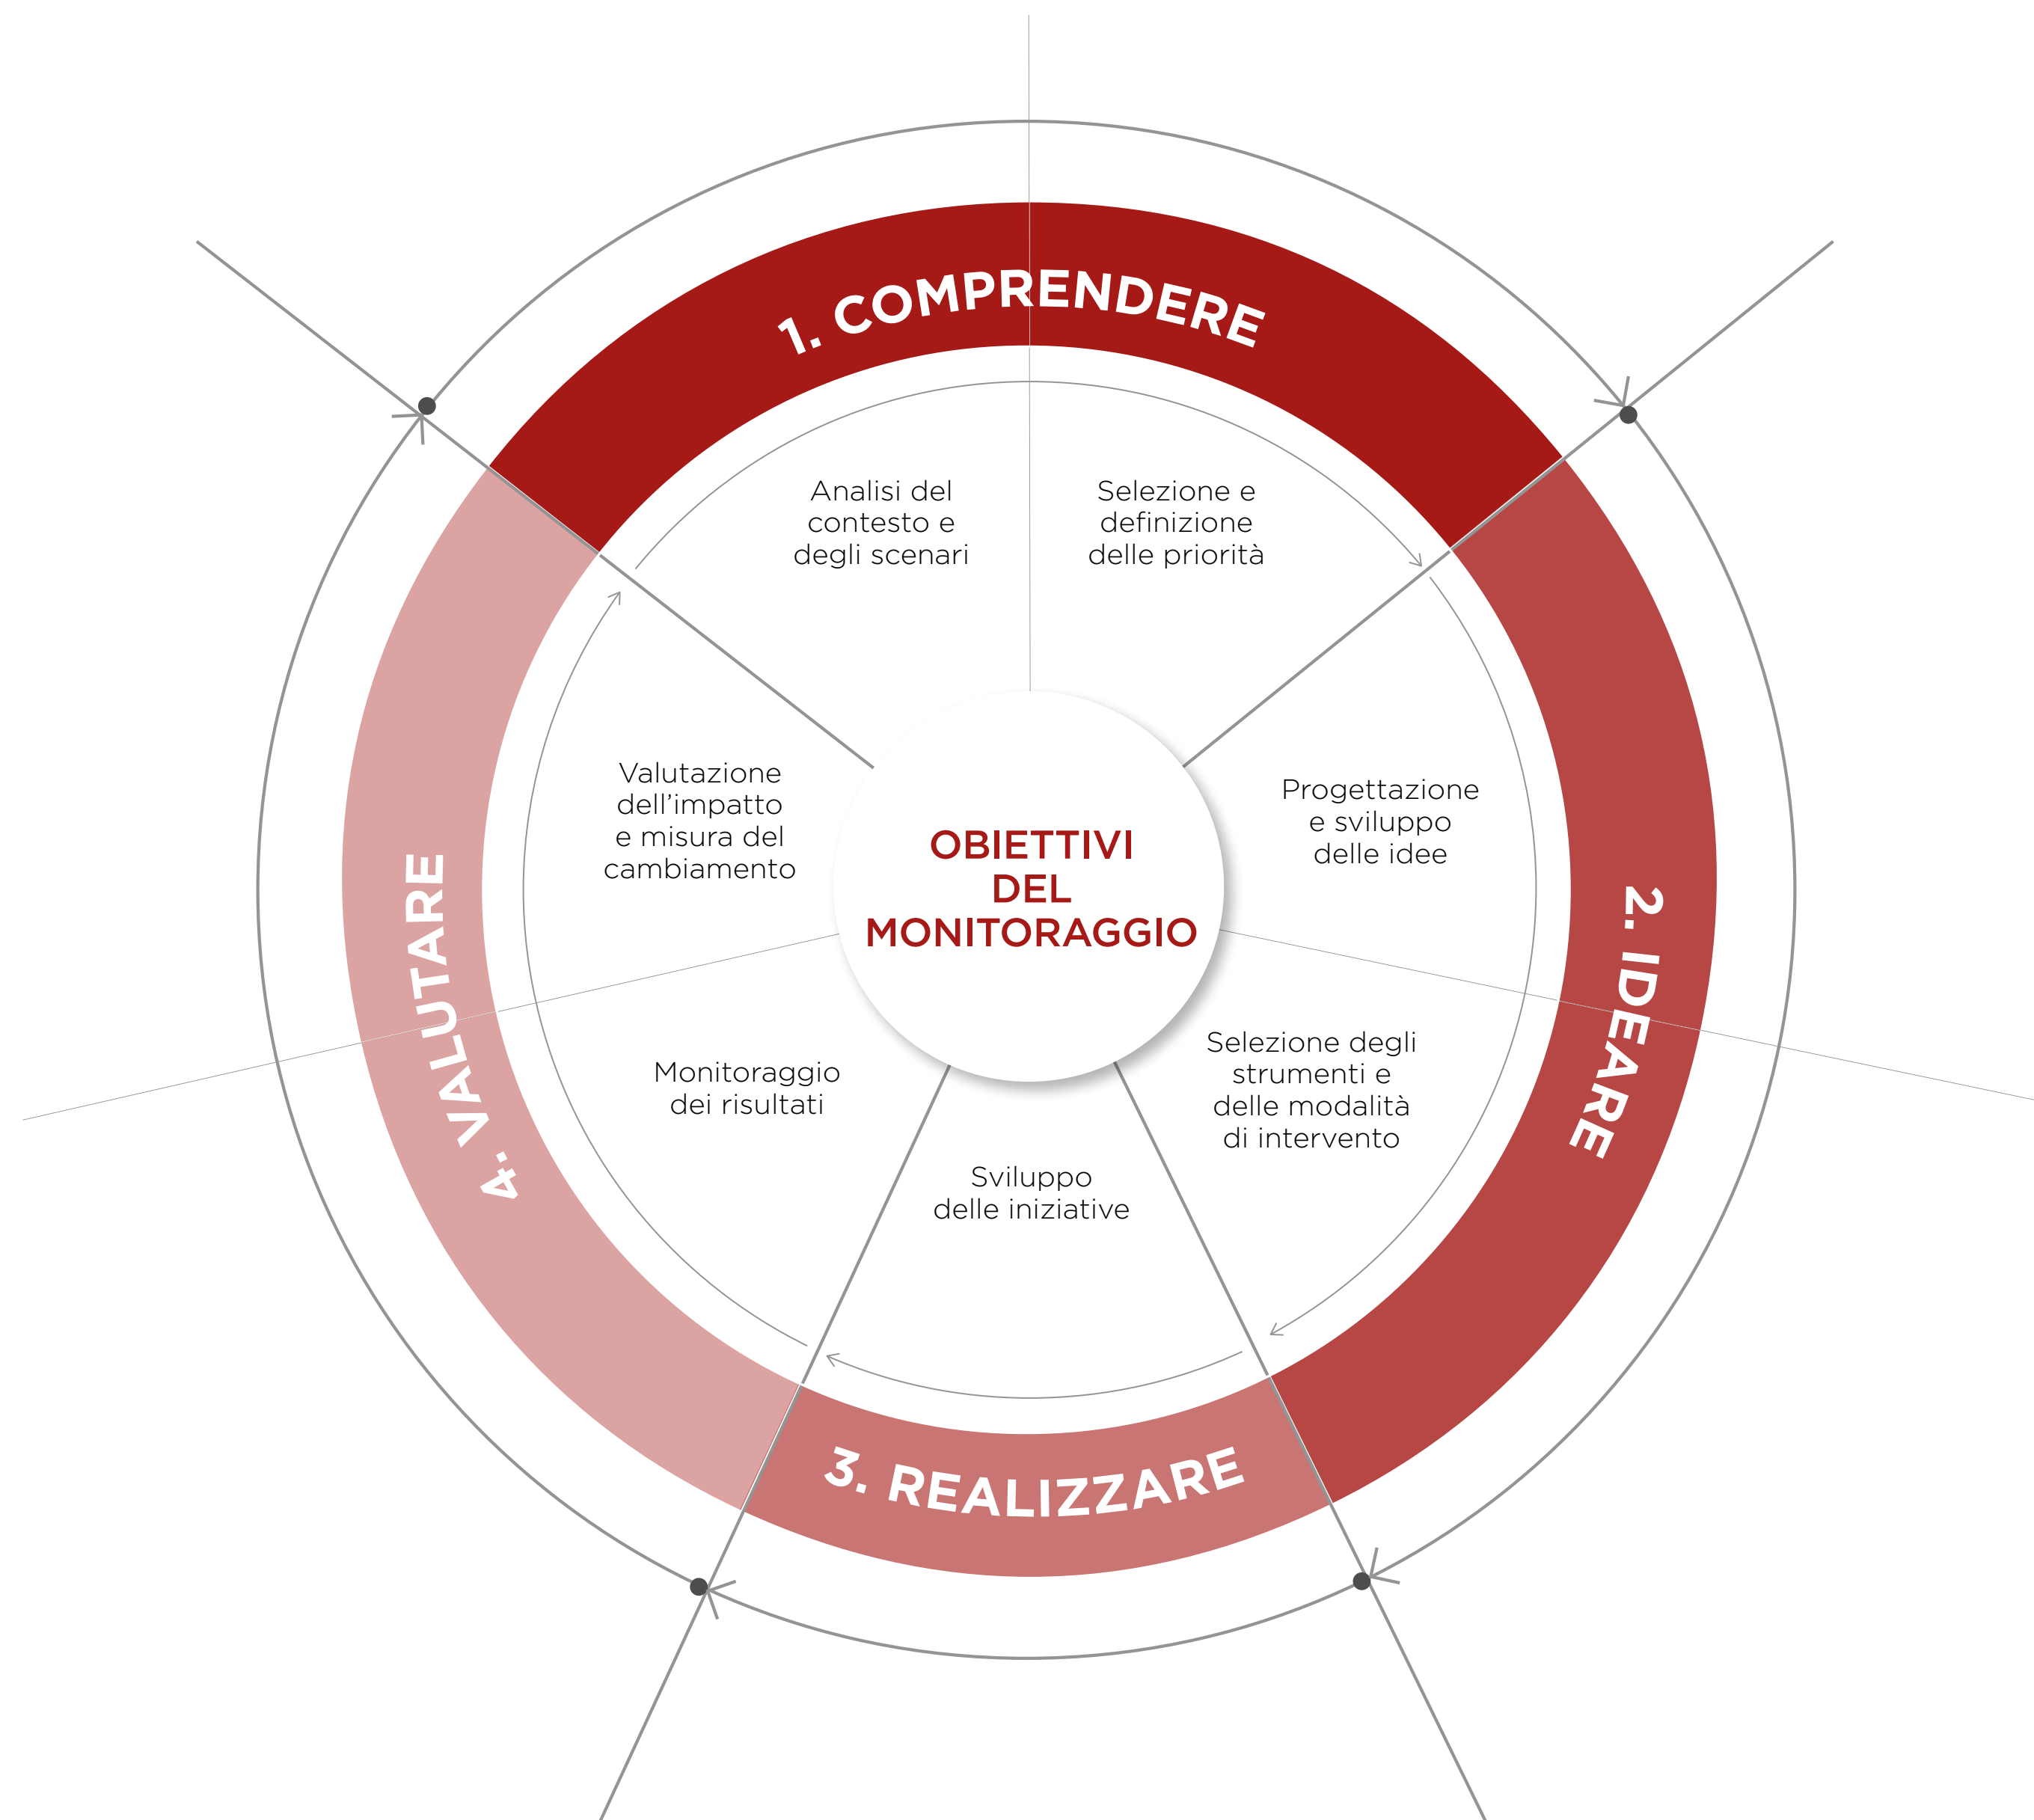 1. COMPRENDERE
Analisi del
contesto e
degli scenari
Selezione e
definizione
delle priorità
2. IDEARE
Progettazione
e sviluppo
delle idee
Selezione degli
strumenti e
delle modalità
di intervento
3. REALIZZARE
Sviluppo
delle iniziative
4. VALUTARE
Monitoraggio
dei risultati
Valutazione
dell’impatto
e misura del
cambiamento
OBIETTIVI
DEL
MONITORAGGIO